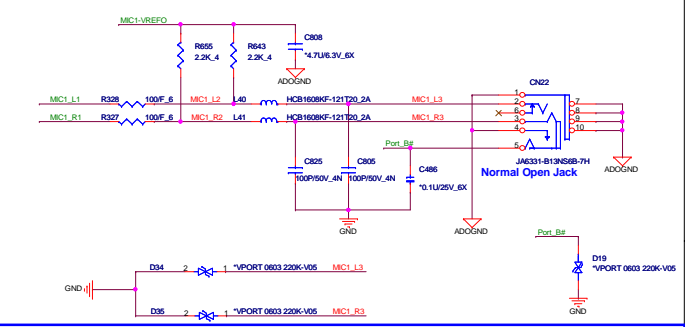 MIC1-VREFO
R655
2.2K_4
R643
2.2K_4
C808
*4.7U/6.3V_6X
ADOGND
CN22
MIC1_L1
R328
100/F_6
MIC1_L2
L40
HCB1608KF-121T20_2A
MIC1_L3
MIC1_R1
R327
100/F_6
MIC1_R2
L41
HCB1608KF-121T20_2A
MIC1_R3
1
2
6
3
4
5
7
8
9
10
Port_B#
C825
100P/50V_4N
C805
100P/50V_4N
C486
*0.1U/25V_6X
JA6331-B13NS6B-7H
Normal Open Jack
ADOGND
GND
ADOGND
Port_B#
D34
2
1
*VPORT 0603 220K-V05
MIC1_L3
D19
*VPORT 0603 220K-V05
GND
D35
2
1
*VPORT 0603 220K-V05
MIC1_R3
GND